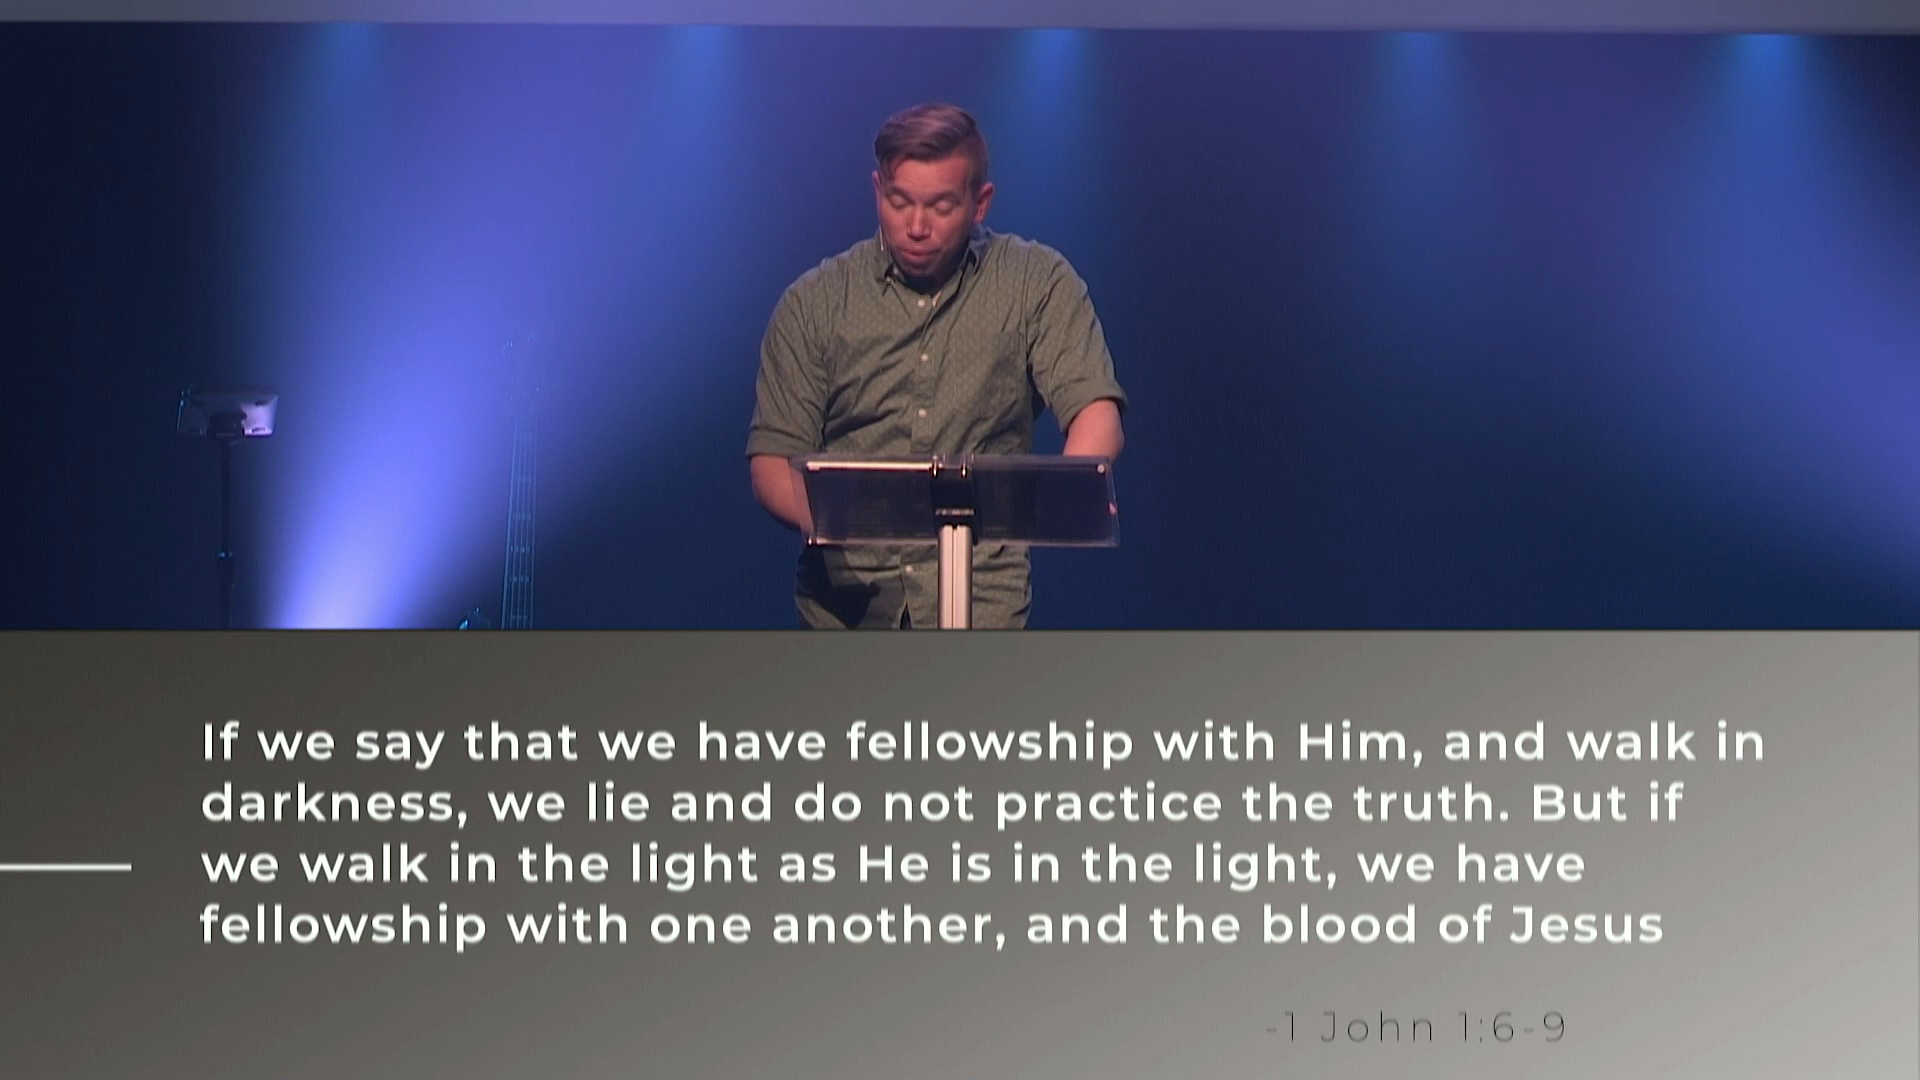 If we say that we have fellowship with Him, and walk in
darkness, we lie and do not practice the truth. But if
we walk in the light as He is in the light, we have
fellowship with one another, and the blood of Jesus
-1 John 1:6-9